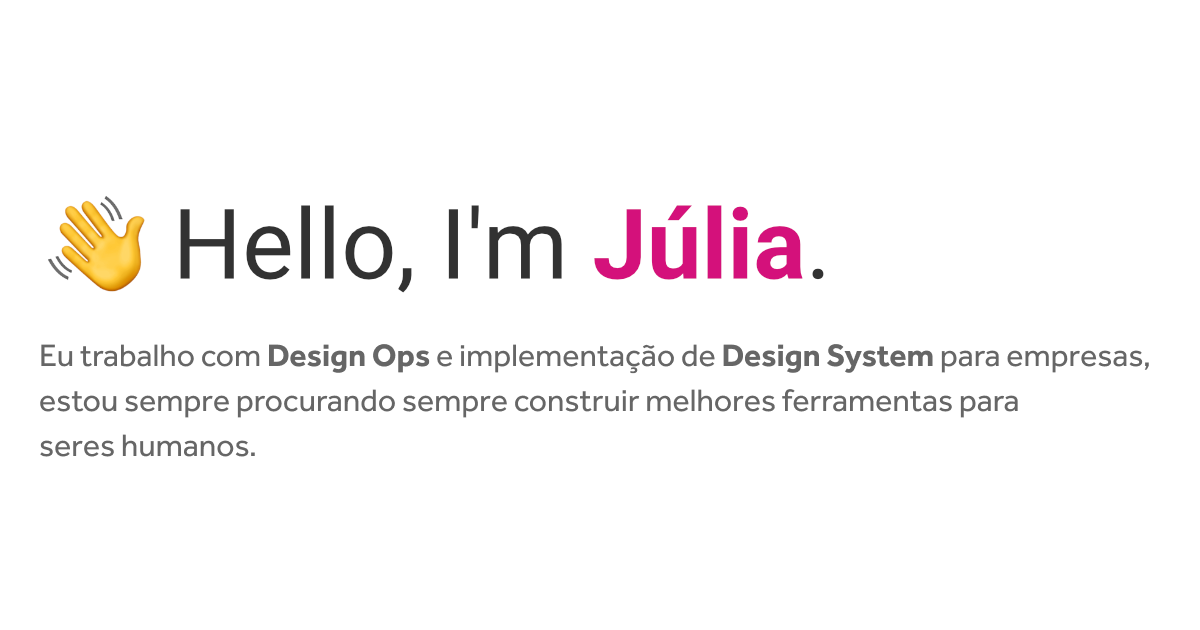 👋 Hello, I'm Júlia.
Eu trabalho com Design Ops e implementação de Design System para empresas,
estou sempre procurando sempre construir melhores ferramentas para
seres humanos.